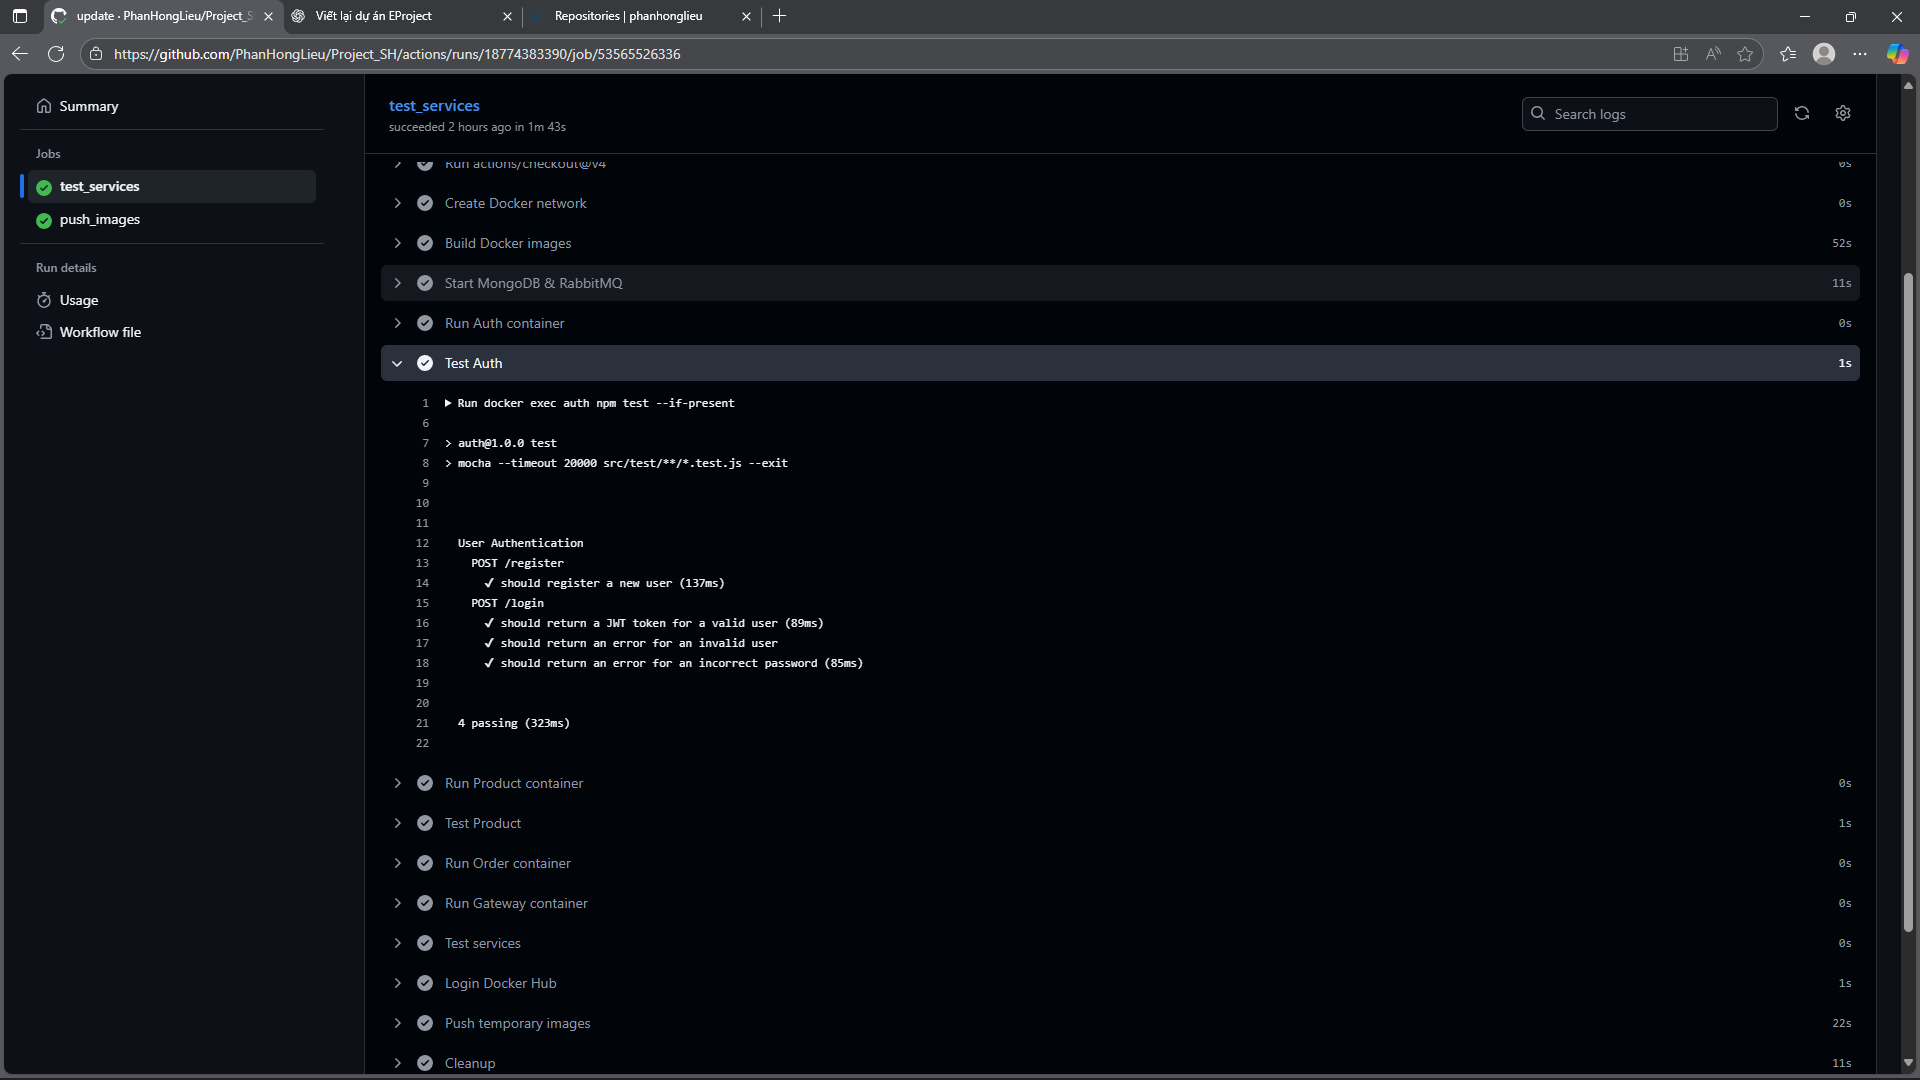 update · PhanHongLieu/Project_S
Viết lại dự án EProject
Repositories | phanhonglieu
https://github.com/PhanHongLieu/Project_SH/actions/runs/18774383390/job/53565526336
Summary
Jobs
test_services
push_images
Run details
Usage
Workflow file
test_services
succeeded 2 hours ago in 1m 43s
Search logs
Run actions/checkout@v4 0s
Create Docker network 0s
Build Docker images 52s
Start MongoDB & RabbitMQ 11s
Run Auth container 0s
Test Auth 1s
1 ▶ Run docker exec auth npm test --if-present
6
7 > auth@1.0.0 test
8 > mocha --timeout 20000 src/test/**/*.test.js --exit
9
10
11
12 User Authentication
13 POST /register
14 ✓ should register a new user (137ms)
15 POST /login
16 ✓ should return a JWT token for a valid user (89ms)
17 ✓ should return an error for an invalid user
18 ✓ should return an error for an incorrect password (85ms)
19
20
21 4 passing (323ms)
22
Run Product container 0s
Test Product 1s
Run Order container 0s
Run Gateway container 0s
Test services 0s
Login Docker Hub 1s
Push temporary images 22s
Cleanup 11s